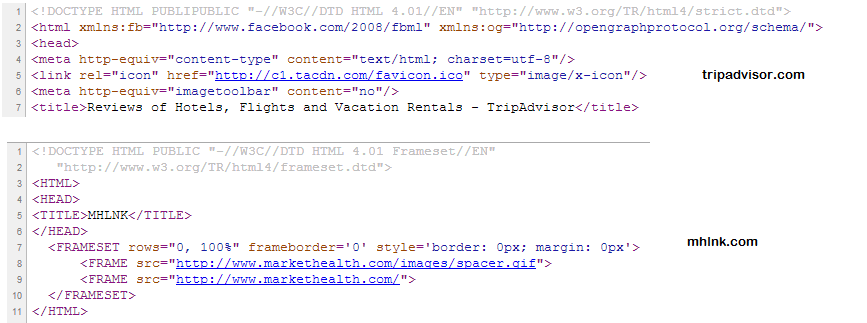 1 <!DOCTYPE HTML PUBLIPUBLIC "-//W3C//DTD HTML 4.01//EN" "http://www.w3.org/TR/html4/strict.dtd">
2 <html xmlns:fb="http://www.facebook.com/2008/fbml" xmlns:og="http://opengraphprotocol.org/schema/">
3 <head>
4 <meta http-equiv="content-type" content="text/html; charset=utf-8"/>
5 <link rel="icon" href="http://c1.tacdn.com/favicon.ico" type="image/x-icon"/> tripadvisor.com
6 <meta http-equiv="imagetoolbar" content="no"/>
7 <title>Reviews of Hotels, Flights and Vacation Rentals - TripAdvisor</title>
1 <!DOCTYPE HTML PUBLIC "-//W3C//DTD HTML 4.01 Frameset//EN"
2 "http://www.w3.org/TR/html4/frameset.dtd">
3 <HTML>
4 <HEAD>
5 <TITLE>MHLNK</TITLE>
6 </HEAD>
7 <FRAMESET rows="0, 100%" frameborder='0' style='border: 0px; margin: 0px'> mhlnk.com
8 <FRAME src="http://www.markethealth.com/images/spacer.gif">
9 <FRAME src="http://www.markethealth.com/">
10 </FRAMESET>
11 </HTML>